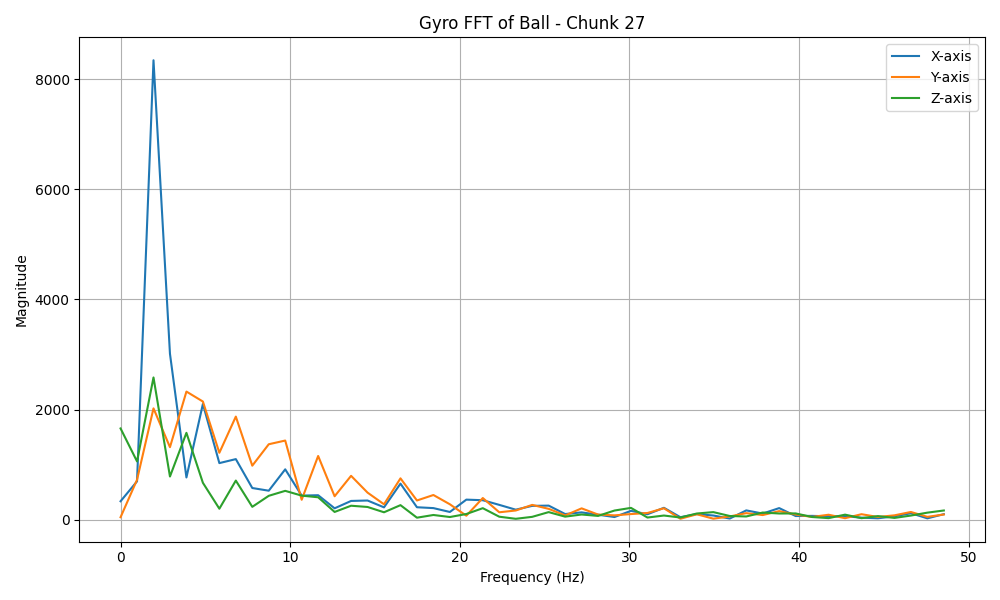 Gyro FFT of Ball - Chunk 27
X-axis
Y-axis
Z-axis
8000
6000
4000
2000
0
Magnitude
0 10 20 30 40 50
Frequency (Hz)